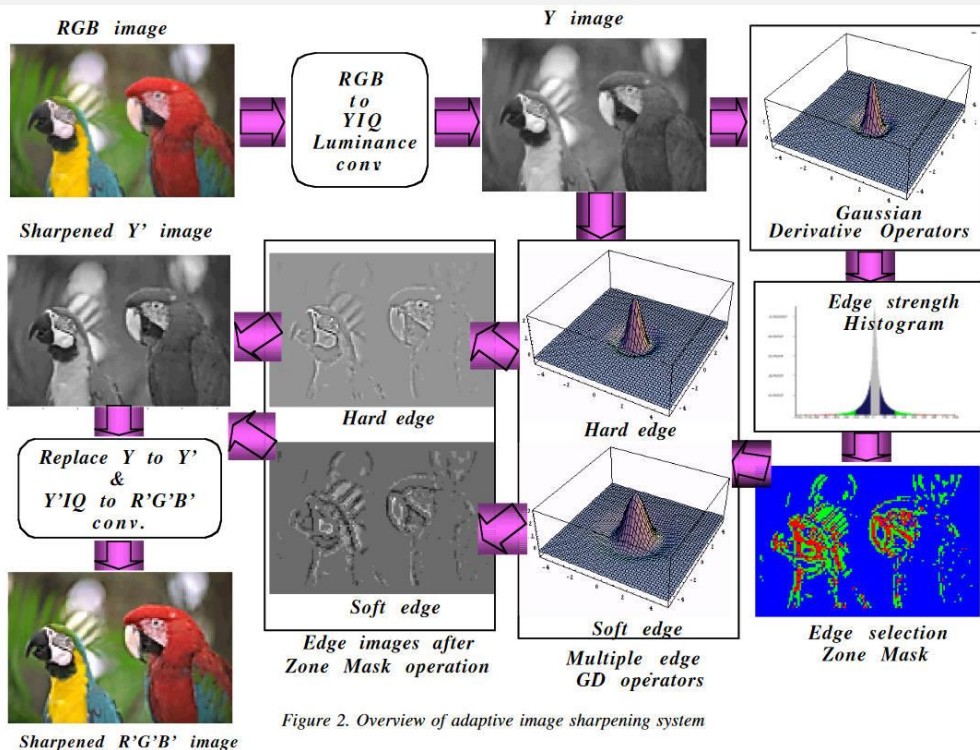 RGB image
RGB
to
YIQ
Luminance
conv
Y image
Gaussian
Derivative Operators
Edge strength
Histogram
Edge selection
Zone Mask
Hard edge
Soft edge
Multiple edge
GD operators
Hard edge
Soft edge
Edge images after
Zone Mask operation
Sharpened Y' image
Replace Y to Y'
&
Y'IQ to R'G'B'
conv.
Sharpened R'G'B' image
Figure 2. Overview of adaptive image sharpening system